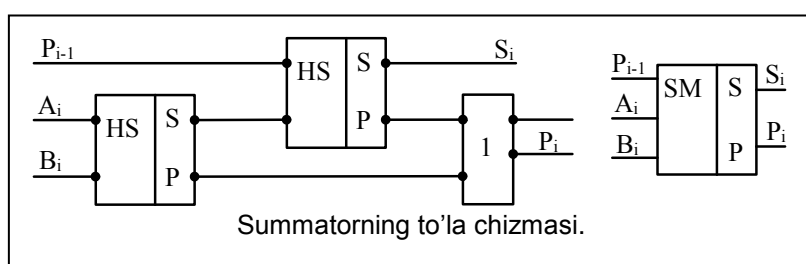 Pi-1
HS
S
Si
Pi-1
SM
S
Si
Ai
HS
S
P
1
Pi
Ai
P
Pi
Bi
P
Bi
Summatorning to’la chizmasi.